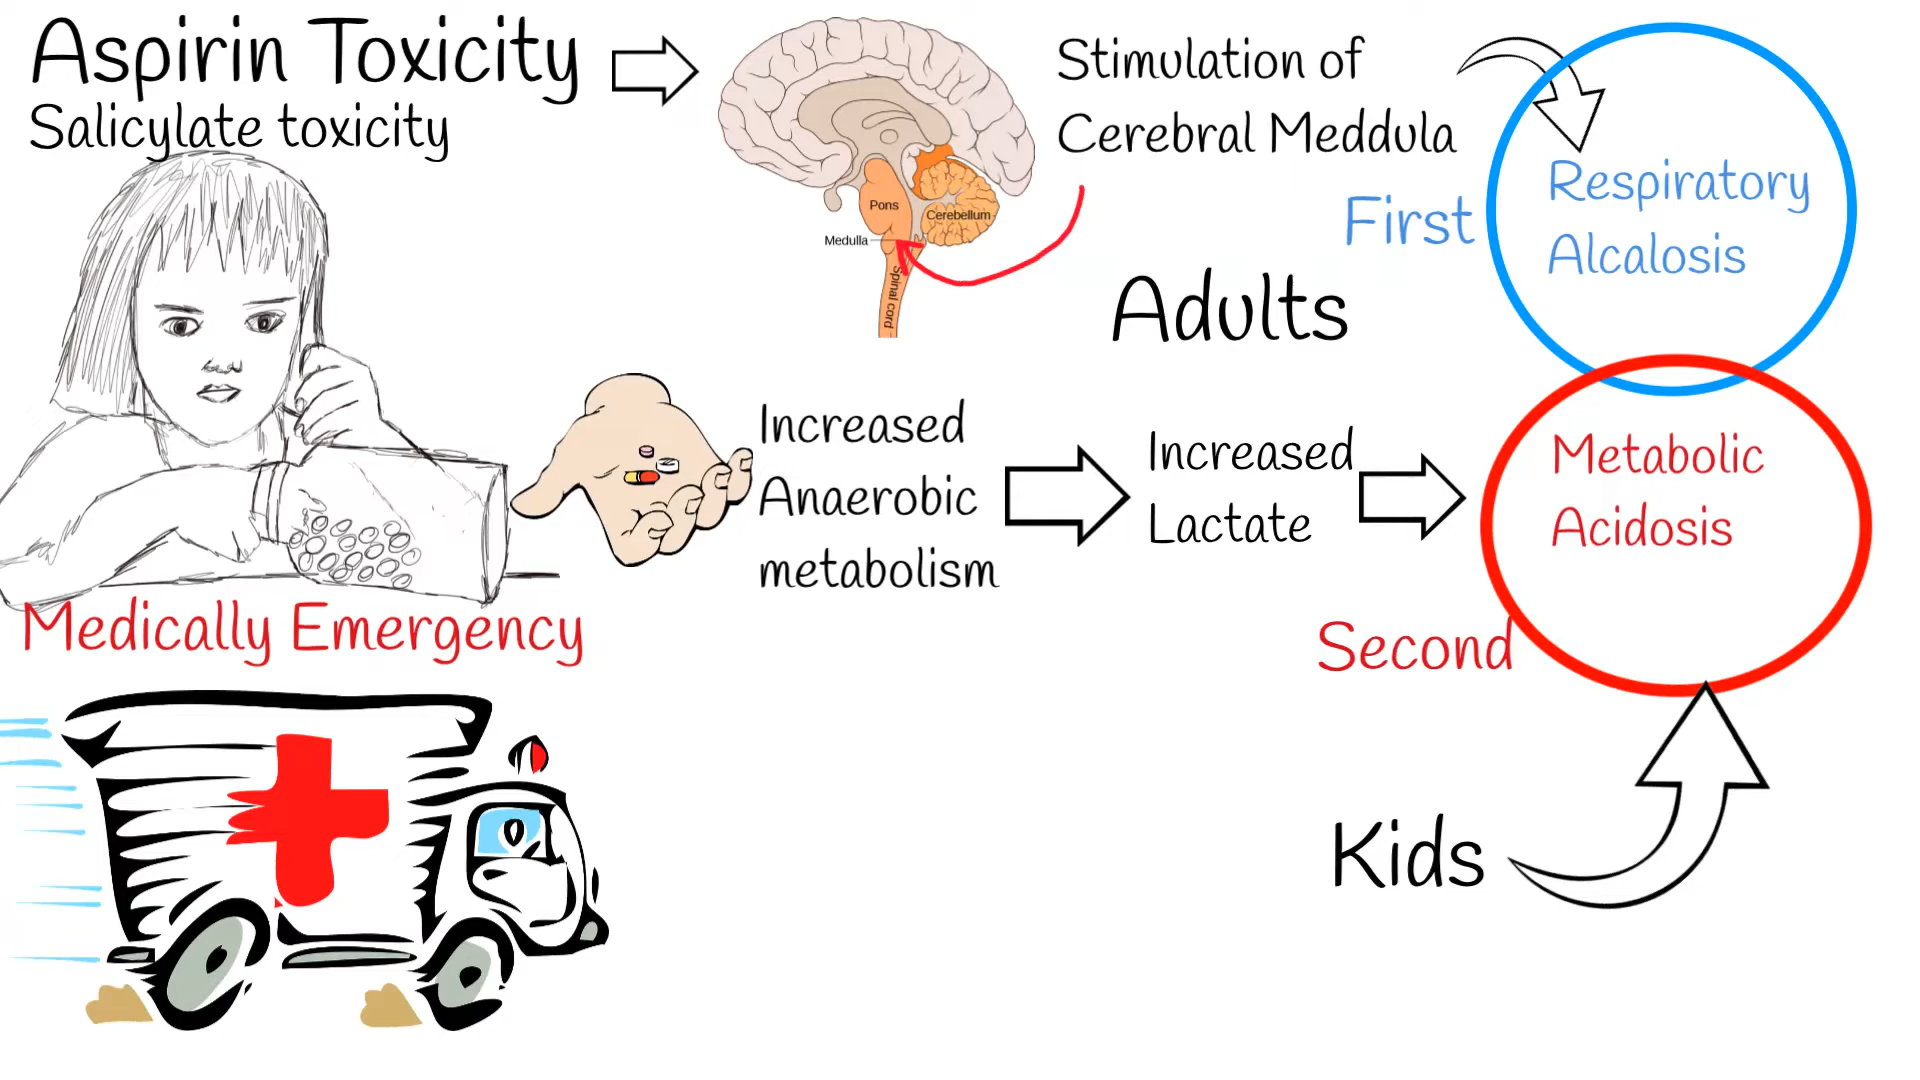 Aspirin Toxicity
Salicylate toxicity
Stimulation of
Cerebral Meddula
Pons
Cerebellum
Medulla
Spinal cord
First
Respiratory
Alcalosis
Adults
Increased
Anaerobic
metabolism
Increased
Lactate
Metabolic
Acidosis
Second
Medically Emergency
Kids